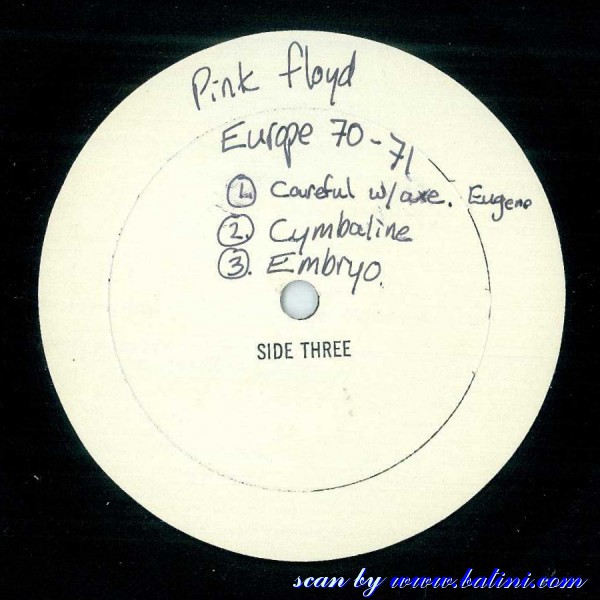 Pink Floyd
Europe 70-71
1. Careful w/axe. Eugene
2. Cymbaline
3. Embryo.
SIDE THREE
scan by www.batini.com